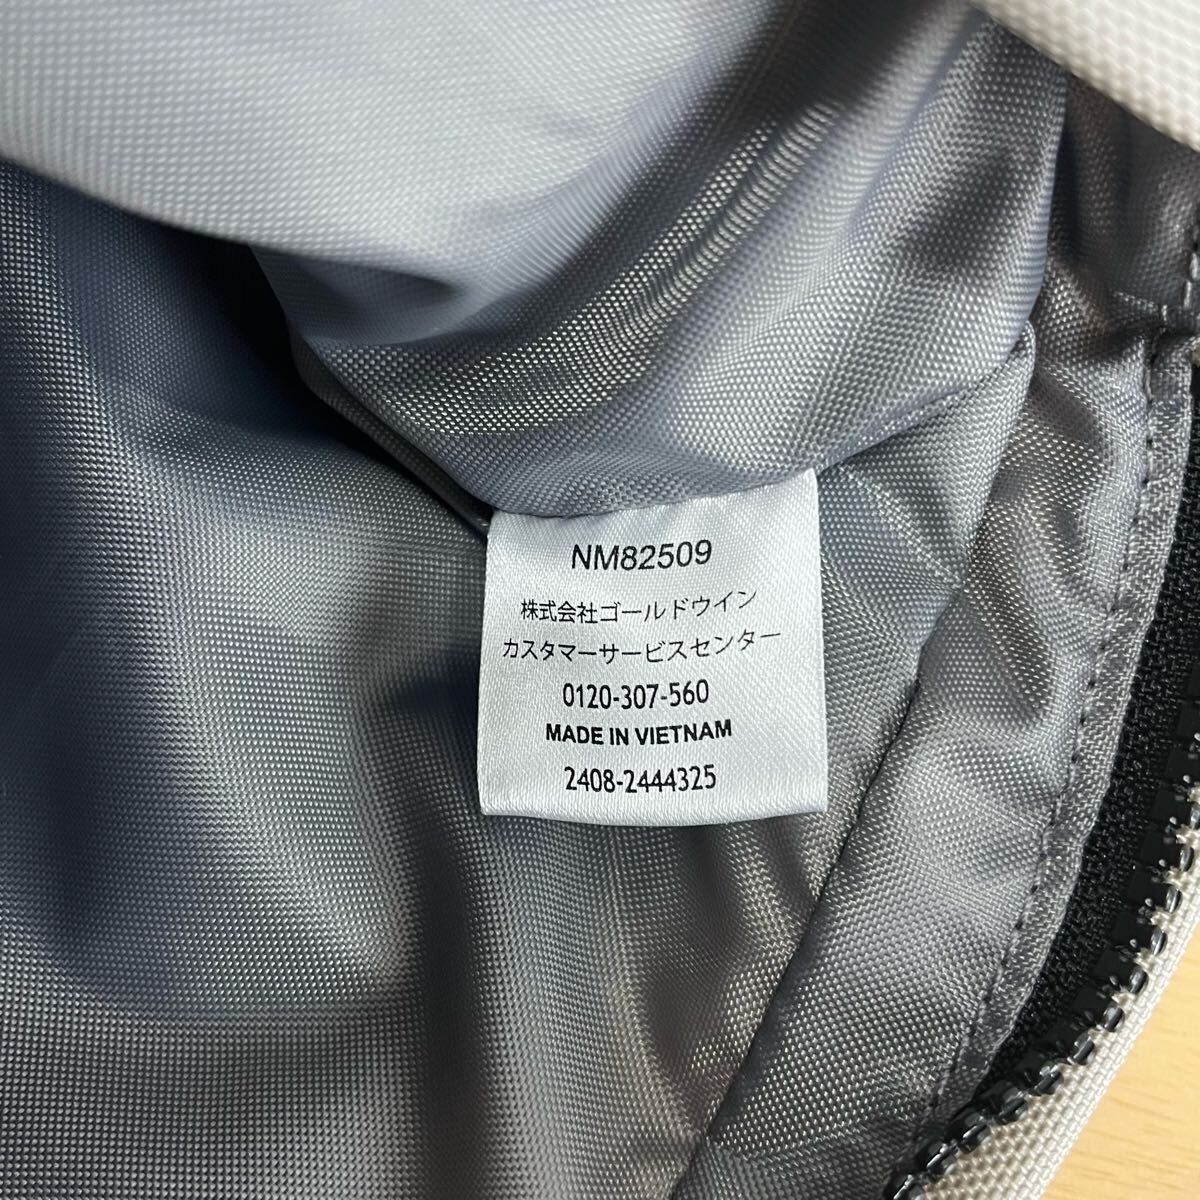 NM82509
株式会社ゴールドウイン
カスタマーサービスセンター
0120-307-560
MADE IN VIETNAM
2408-2444325